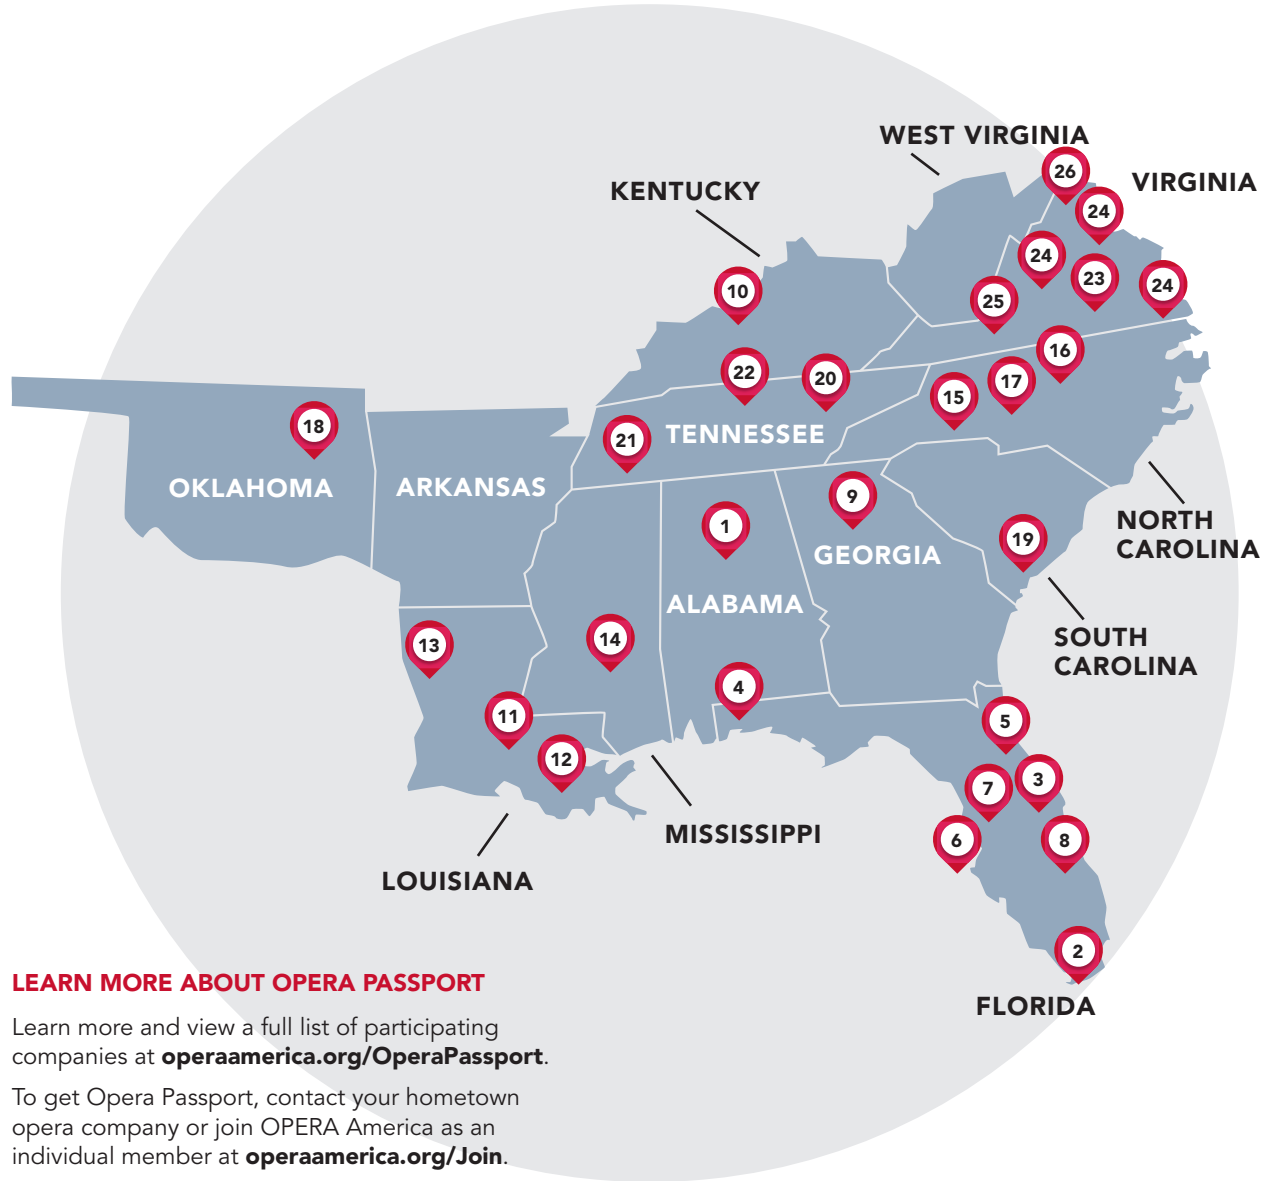 WEST VIRGINIA
26
VIRGINIA
KENTUCKY
24
24
23
24
10
25
16
22
20
17
15
18
21
TENNESSEE
OKLAHOMA
ARKANSAS
9
1
NORTH
CAROLINA
19
GEORGIA
ALABAMA
13
14
SOUTH
CAROLINA
4
11
5
12
7
3
MISSISSIPPI
6
8
LOUISIANA
2
FLORIDA
LEARN MORE ABOUT OPERA PASSPORT
Learn more and view a full list of participating
companies at operaamerica.org/OperaPassport.
To get Opera Passport, contact your hometown
opera company or join OPERA America as an
individual member at operaamerica.org/Join.